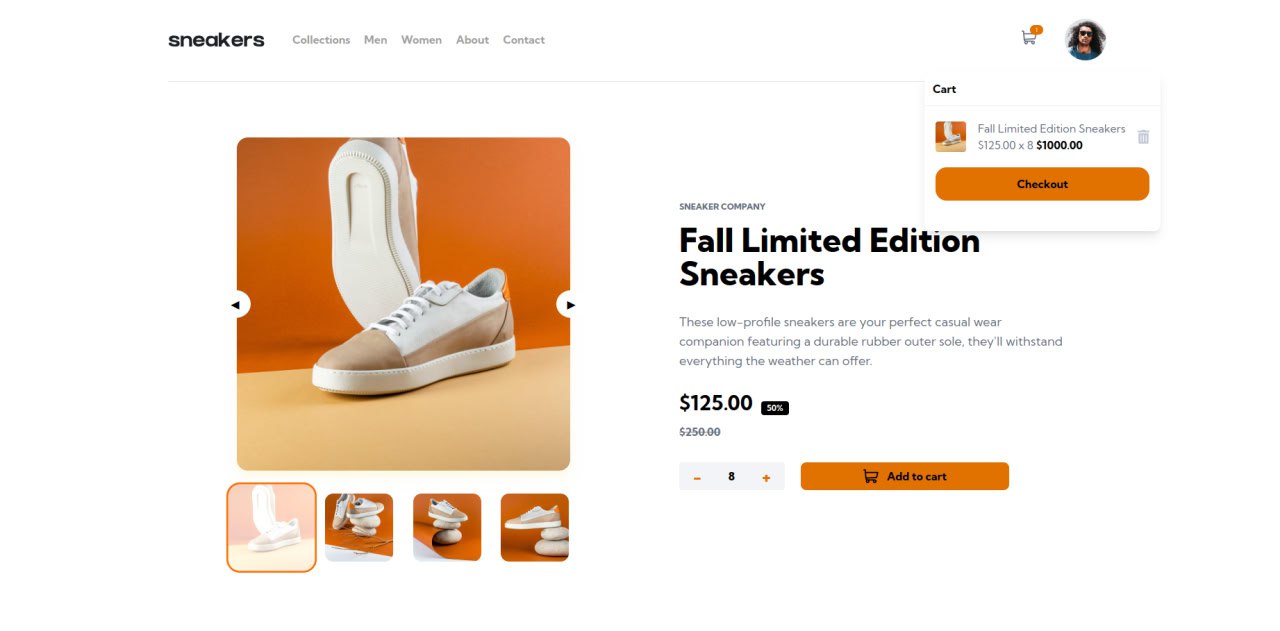 sneakers
Collections Men Women About Contact
Cart
Fall Limited Edition Sneakers
$125.00 x 8 $1000.00
Checkout
SNEAKER COMPANY
Fall Limited Edition
Sneakers
These low-profile sneakers are your perfect casual wear
companion featuring a durable rubber outer sole, they'll withstand
everything the weather can offer.
$125.00 50%
$250.00
- 8 + Add to cart